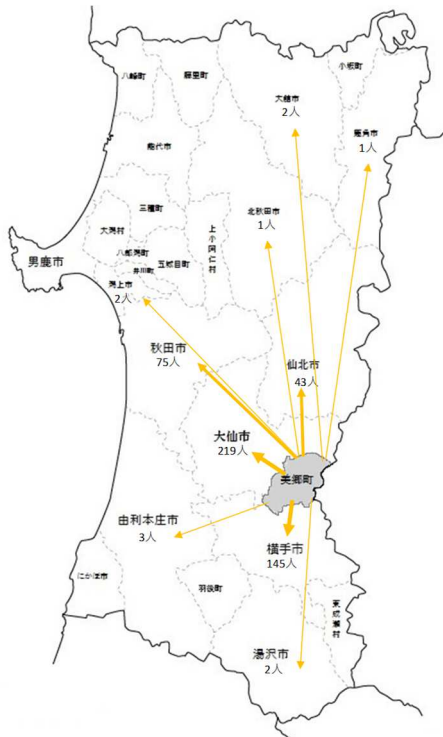 八峰町
藤里町
小坂町
大館市
2人
鹿角市
1人
能代市
三種町
北秋田市
1人
大潟村
上小阿仁村
八郎潟町
五城目町
井川町
男鹿市
潟上市
2人
秋田市
75人
仙北市
43人
大仙市
219人
美郷町
由利本庄市
3人
横手市
145人
にかほ市
羽後町
東成瀬村
湯沢市
2人